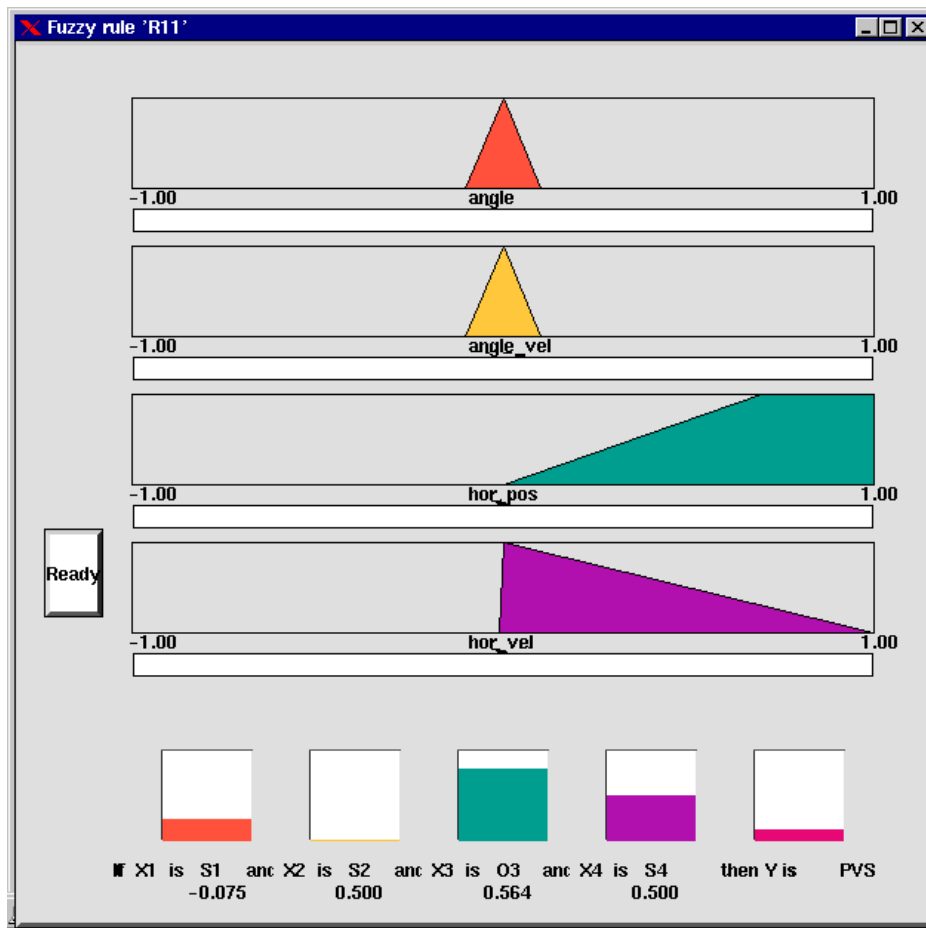 Fuzzy rule 'R11'
-1.00 angle 1.00
-1.00 angle_vel 1.00
-1.00 hor_pos 1.00
Ready
-1.00 hor_vel 1.00
If X1 is S1 and X2 is S2 and X3 is O3 and X4 is S4 then Y is PVS
-0.075 0.500 0.564 0.500